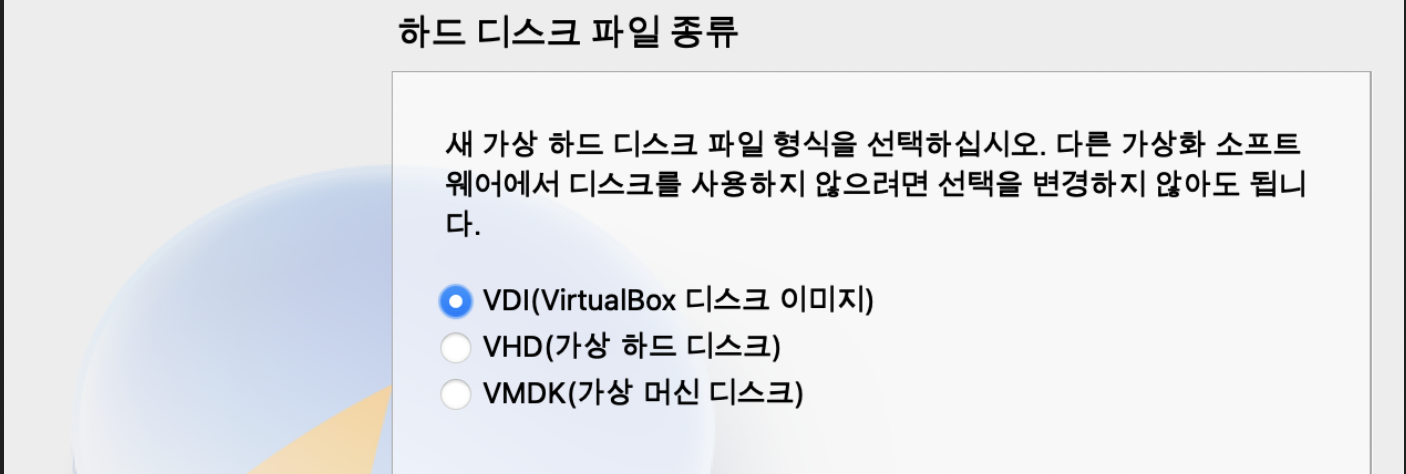 하드 디스크 파일 종류
새 가상 하드 디스크 파일 형식을 선택하십시오. 다른 가상화 소프트
웨어에서 디스크를 사용하지 않으려면 선택을 변경하지 않아도 됩니
다.
VDI(VirtualBox 디스크 이미지)
VHD(가상 하드 디스크)
VMDK(가상 머신 디스크)